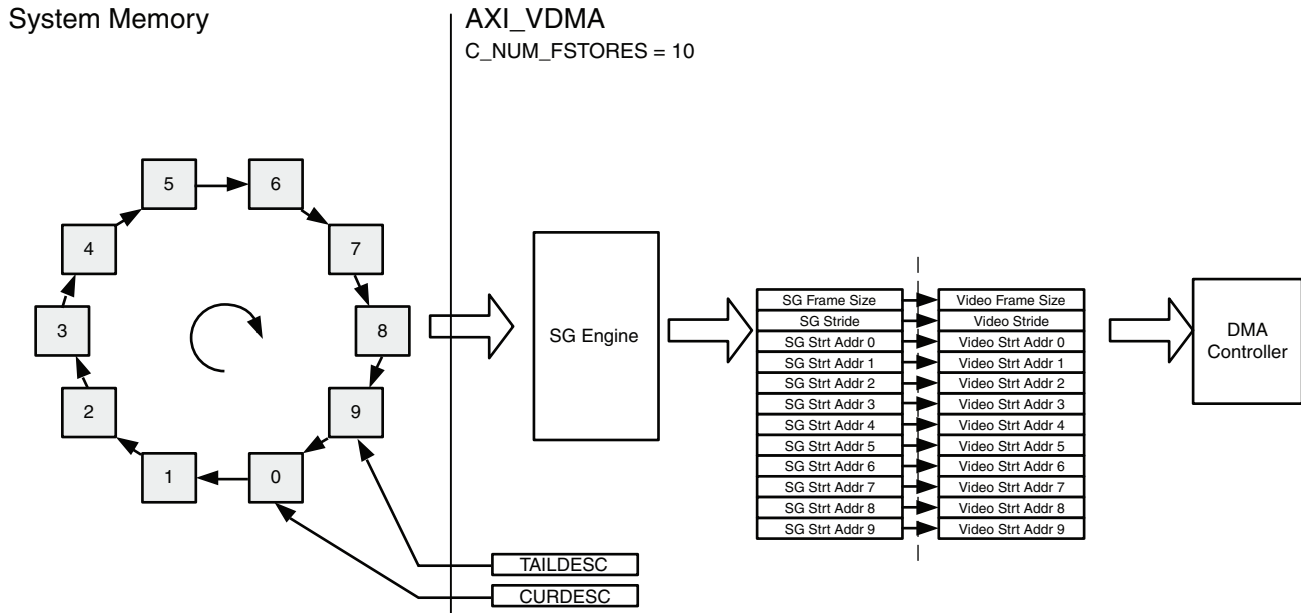 System Memory
AXI_VDMA
C_NUM_FSTORES = 10
5
6
4
7
3
8
2
9
1
0
SG Engine
SG Frame Size
Video Frame Size
SG Stride
Video Stride
SG Strt Addr 0
Video Strt Addr 0
SG Strt Addr 1
Video Strt Addr 1
SG Strt Addr 2
Video Strt Addr 2
SG Strt Addr 3
Video Strt Addr 3
SG Strt Addr 4
Video Strt Addr 4
SG Strt Addr 5
Video Strt Addr 5
SG Strt Addr 6
Video Strt Addr 6
SG Strt Addr 7
Video Strt Addr 7
SG Strt Addr 8
Video Strt Addr 8
SG Strt Addr 9
Video Strt Addr 9
DMA
Controller
TAILDESC
CURDESC